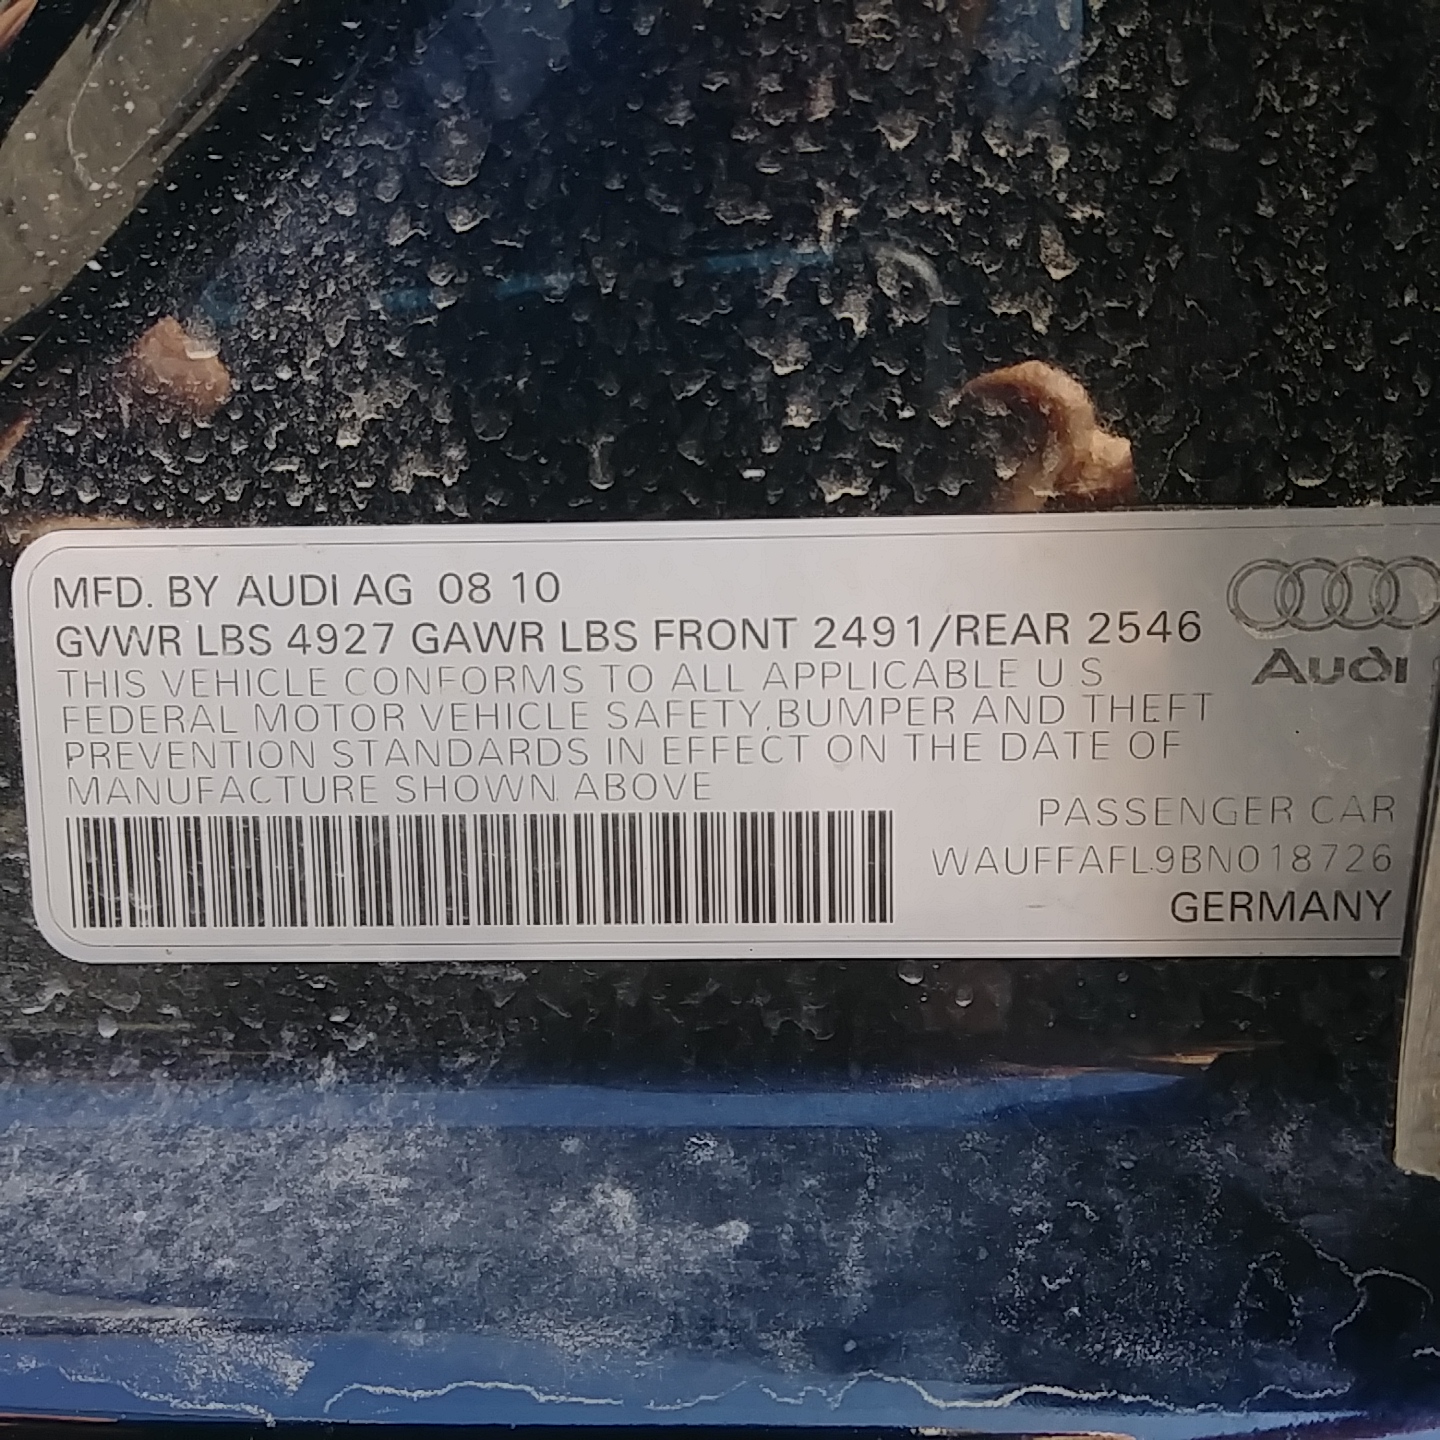 MFD. BY AUDI AG 08 10
GVWR LBS 4927 GAWR LBS FRONT 2491/REAR 2546
THIS VEHICLE CONFORMS TO ALL APPLICABLE U S
FEDERAL MOTOR VEHICLE SAFETY, BUMPER AND THEFT
PREVENTION STANDARDS IN EFFECT ON THE DATE OF
MANUFACTURE SHOWN ABOVE
Audi
PASSENGER CAR
WAUFFAFL9BN018726
GERMANY